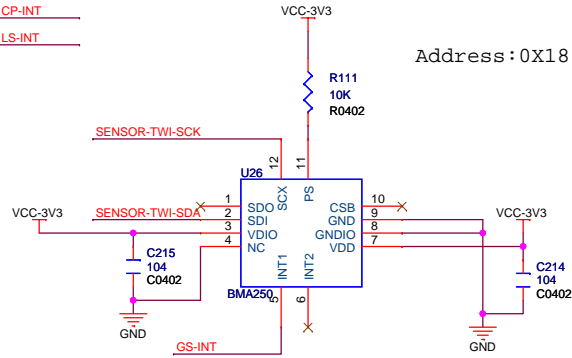 CP-INT
VCC-3V3
LS-INT
Address:0X18
R111
10K
R0402
SENSOR-TWI-SCK
12
11
U26
SCX
PS
1
SDO
CSB
10
VCC-3V3
SENSOR-TWI-SDA
2
SDI
GND
9
VCC-3V3
3
VDIO
GNDIO
8
4
NC
VDD
7
C215
104
C0402
INT1
INT2
C214
104
C0402
BMA250
5
6
GND
GS-INT
GND